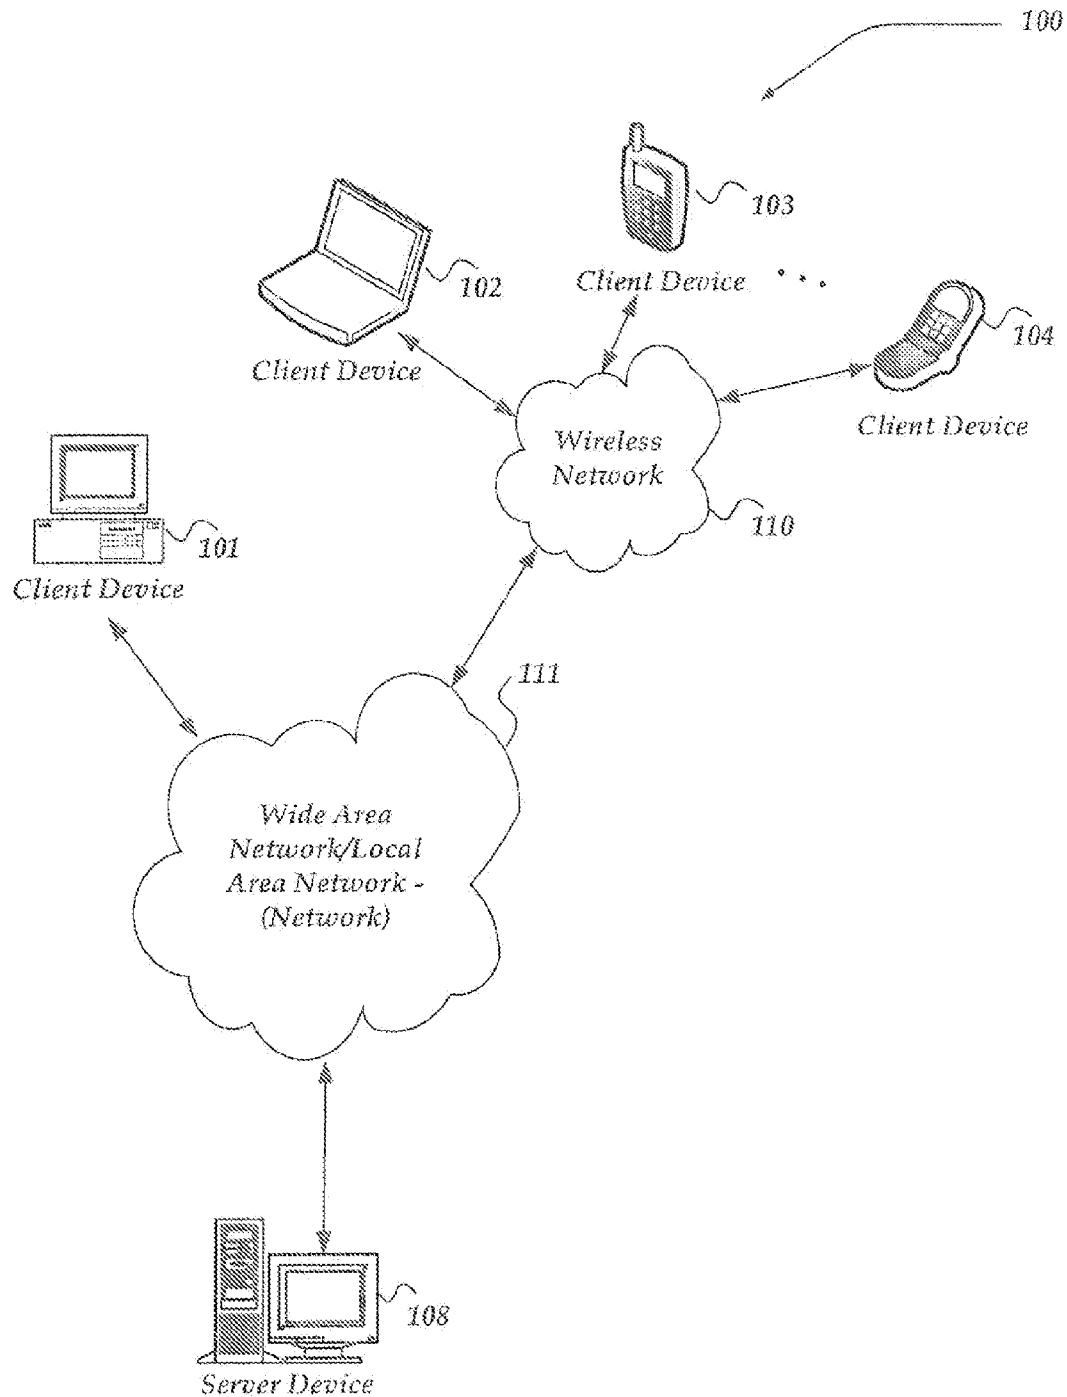 100
103
Client Device
102
Client Device
104
Client Device
Wireless
Network
110
101
Client Device
111
Wide Area
Network/Local
Area Network -
(Network)
108
Server Device